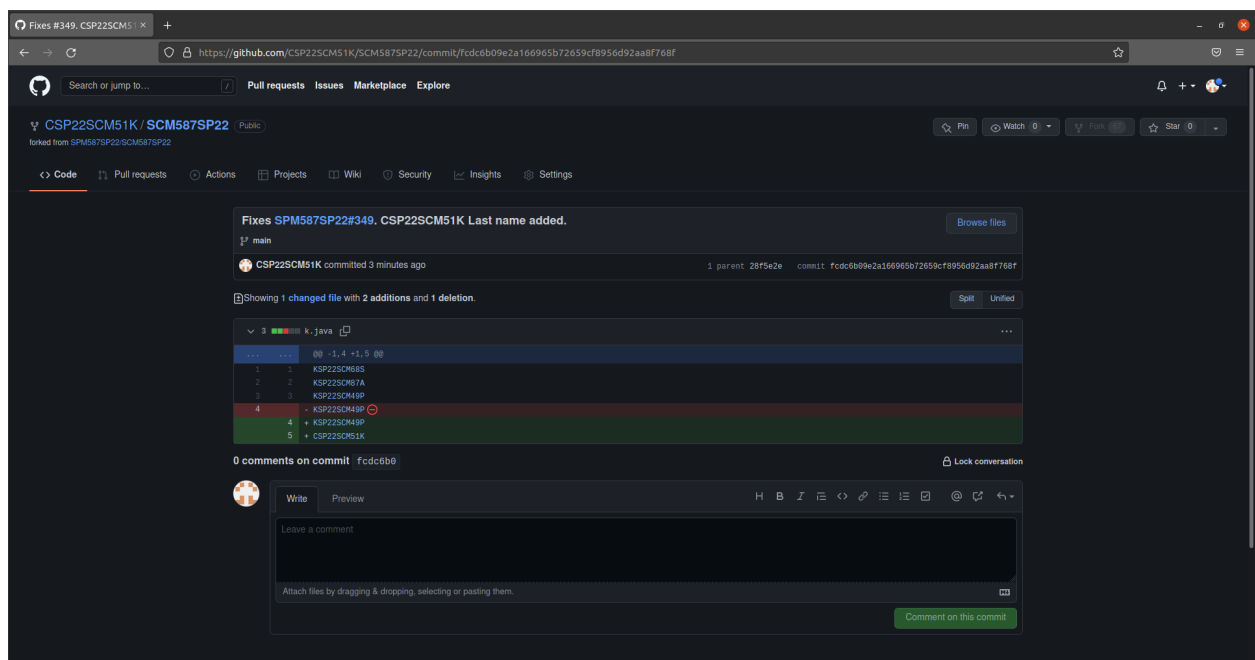 Fixes #349. CSP22SCM51
https://github.com/CSP22SCM51K/SCM587SP22/commit/fcdc6b09e2a166965b72659cf8956d92aa8f768f
Search or jump to... / Pull requests Issues Marketplace Explore
CSP22SCM51K / SCM587SP22 Public
Pin Watch 0 Fork Star 0
forked from SPM587SP22/SCM587SP22
Code Pull requests Actions Projects Wiki Security Insights Settings
Fixes SPM587SP22#349. CSP22SCM51K Last name added.
Browse files
main
CSP22SCM51K committed 3 minutes ago
1 parent 28f5e2e commit fcdc6b09e2a166965b72659cf8956d92aa8f768f
Showing 1 changed file with 2 additions and 1 deletion.
Split Unified
3 k.java
... ... @@ -1,4 +1,5 @@
1 1 KSP22SCM68S
2 2 KSP22SCM87A
3 3 KSP22SCM49P
4 - KSP22SCM49P
4 + KSP22SCM49P
5 + CSP22SCM51K
0 comments on commit fcdc6b0
Lock conversation
Write Preview
Leave a comment
Attach files by dragging & dropping, selecting or pasting them.
Comment on this commit